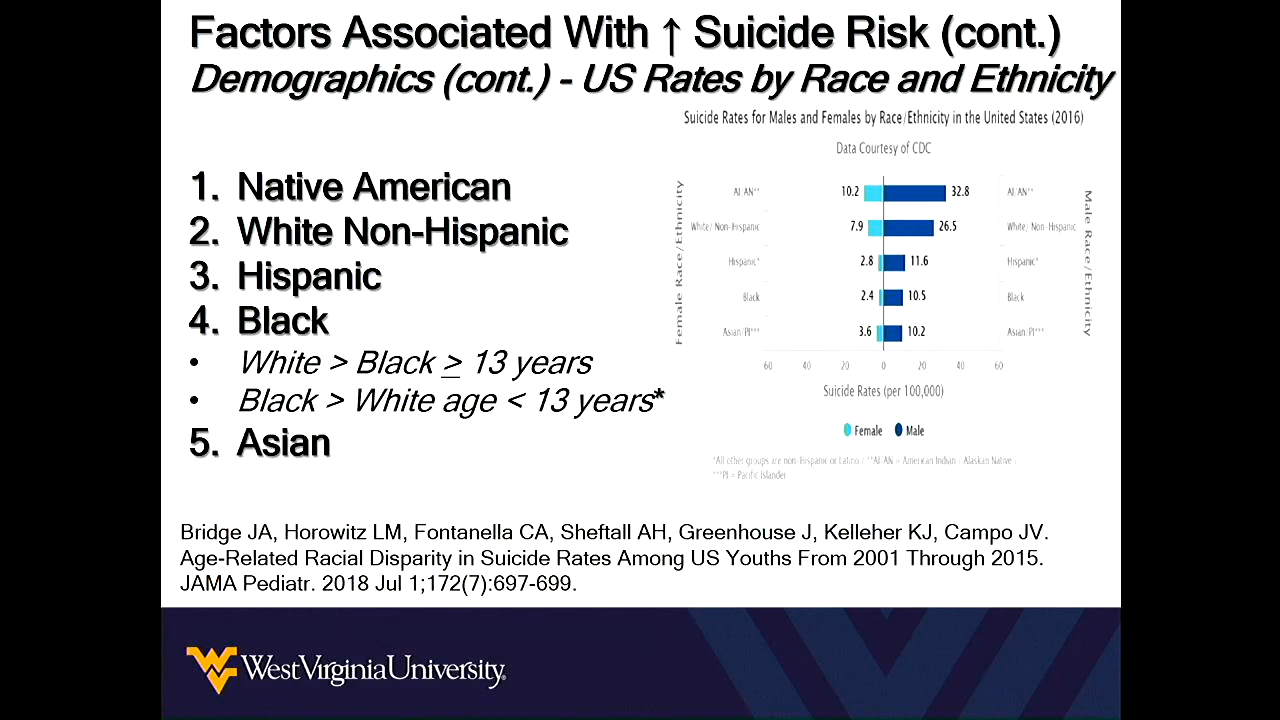 Factors Associated With ↑ Suicide Risk (cont.)
Demographics (cont.) - US Rates by Race and Ethnicity
1. Native American
2. White Non-Hispanic
3. Hispanic
4. Black
• White > Black > 13 years
• Black > White age < 13 years*
5. Asian
Suicide Rates for Males and Females by Race/Ethnicity in the United States (2016)
Data Courtesy of CDC
Female Race/Ethnicity
Male Race/Ethnicity
AI/AN** 10.2 32.8 AI/AN**
White/ Non-Hispanic 7.9 26.5 White/ Non-Hispanic
Hispanic* 2.8 11.6 Hispanic*
Black 2.4 10.5 Black
Asian/PI*** 3.6 10.2 Asian/PI***
60 40 20 0 20 40 60
Suicide Rates (per 100,000)
Female Male
*All other groups are non-Hispanic or Latino / **AI/AN = American Indian / Alaskan Native /
***PI = Pacific Islander
Bridge JA, Horowitz LM, Fontanella CA, Sheftall AH, Greenhouse J, Kelleher KJ, Campo JV.
Age-Related Racial Disparity in Suicide Rates Among US Youths From 2001 Through 2015.
JAMA Pediatr. 2018 Jul 1;172(7):697-699.
WestVirginiaUniversity.